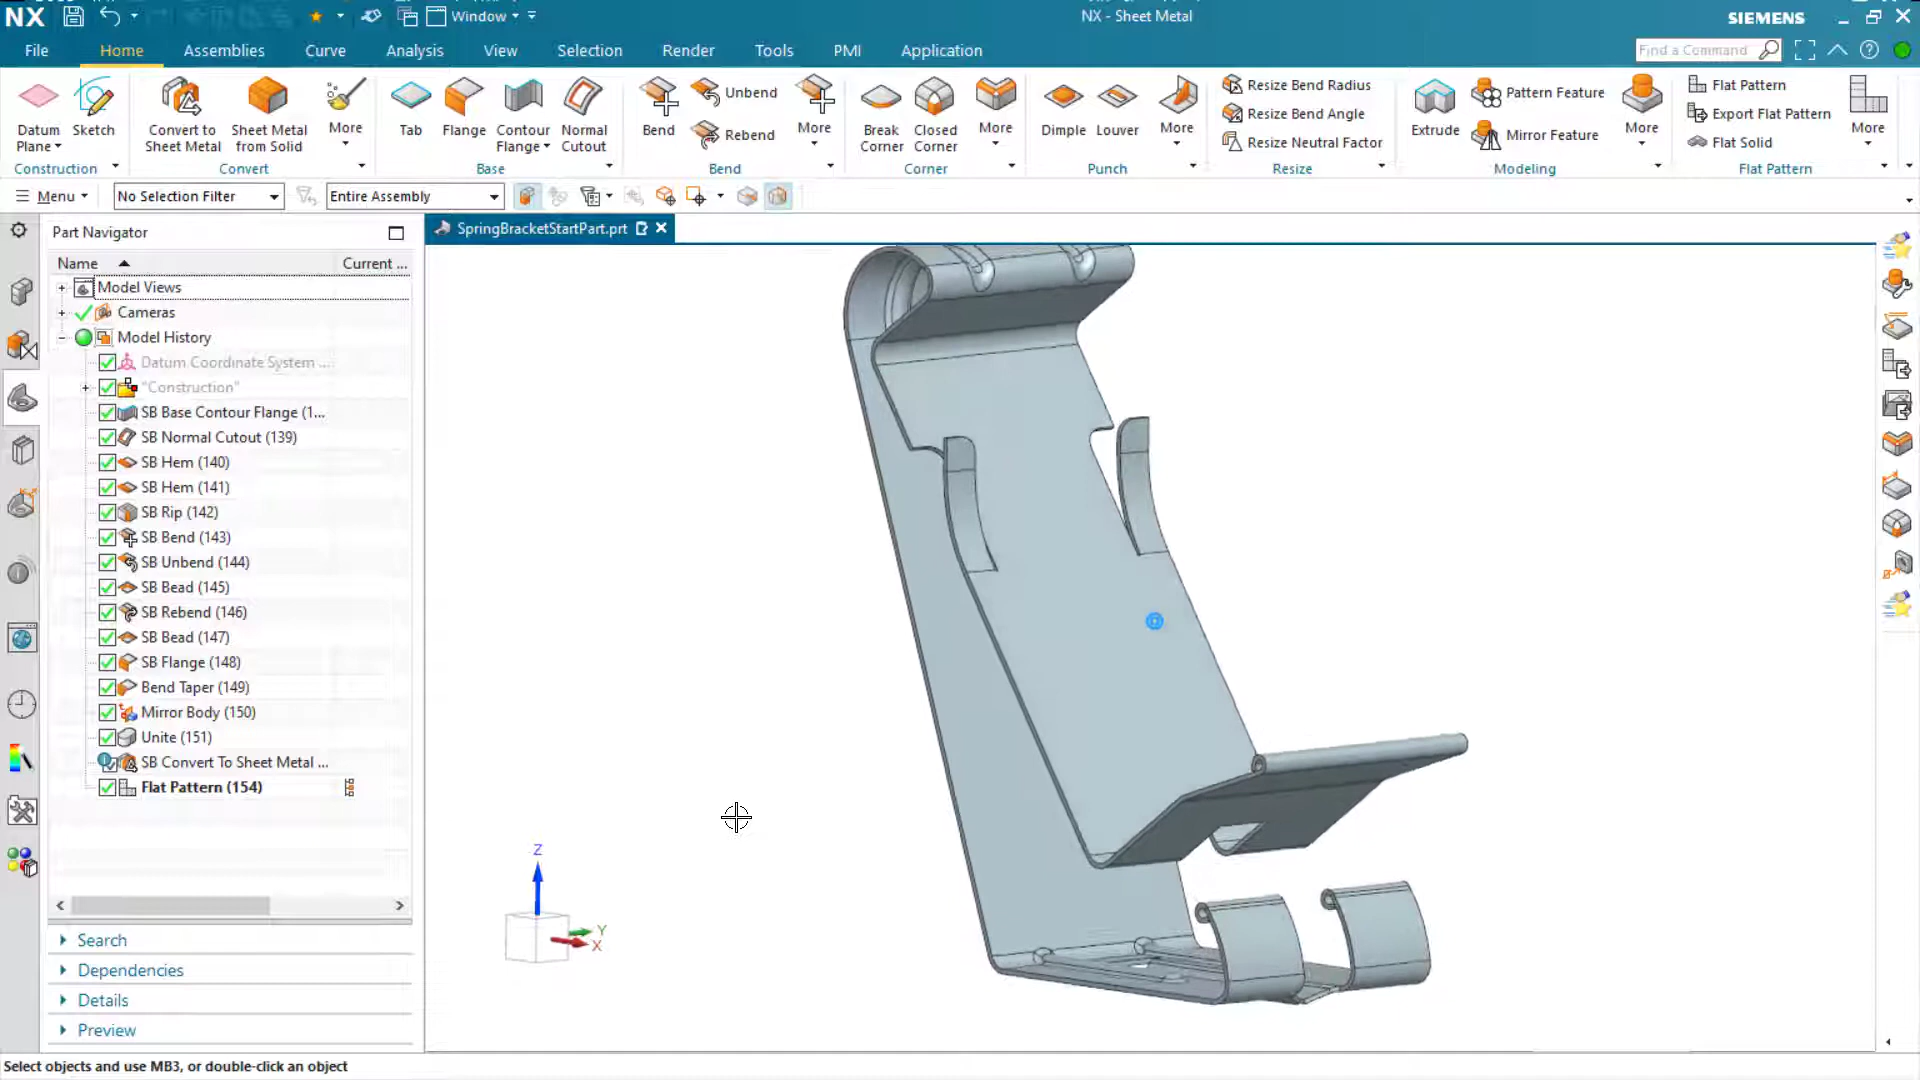 NX
Window
NX - Sheet Metal
SIEMENS
File Home Assemblies Curve Analysis View Selection Render Tools PMI Application
Find a Command
Datum Plane
Sketch
Construction
Convert to Sheet Metal
Sheet Metal from Solid
More
Convert
Tab
Flange
Contour Flange
Normal Cutout
Base
Bend
Unbend
Rebend
More
Bend
Break Corner
Closed Corner
More
Corner
Dimple
Louver
More
Punch
Resize Bend Radius
Resize Bend Angle
Resize Neutral Factor
Resize
Extrude
Pattern Feature
Mirror Feature
More
Modeling
Flat Pattern
Export Flat Pattern
Flat Solid
More
Flat Pattern
Menu
No Selection Filter
Entire Assembly
Part Navigator
SpringBracketStartPart.prt
Name Current ...
Model Views
Cameras
Model History
Datum Coordinate System ...
"Construction"
SB Base Contour Flange (1...
SB Normal Cutout (139)
SB Hem (140)
SB Hem (141)
SB Rip (142)
SB Bend (143)
SB Unbend (144)
SB Bead (145)
SB Rebend (146)
SB Bead (147)
SB Flange (148)
Bend Taper (149)
Mirror Body (150)
Unite (151)
SB Convert To Sheet Metal ...
Flat Pattern (154)
Z
Y
X
Search
Dependencies
Details
Preview
Select objects and use MB3, or double-click an object